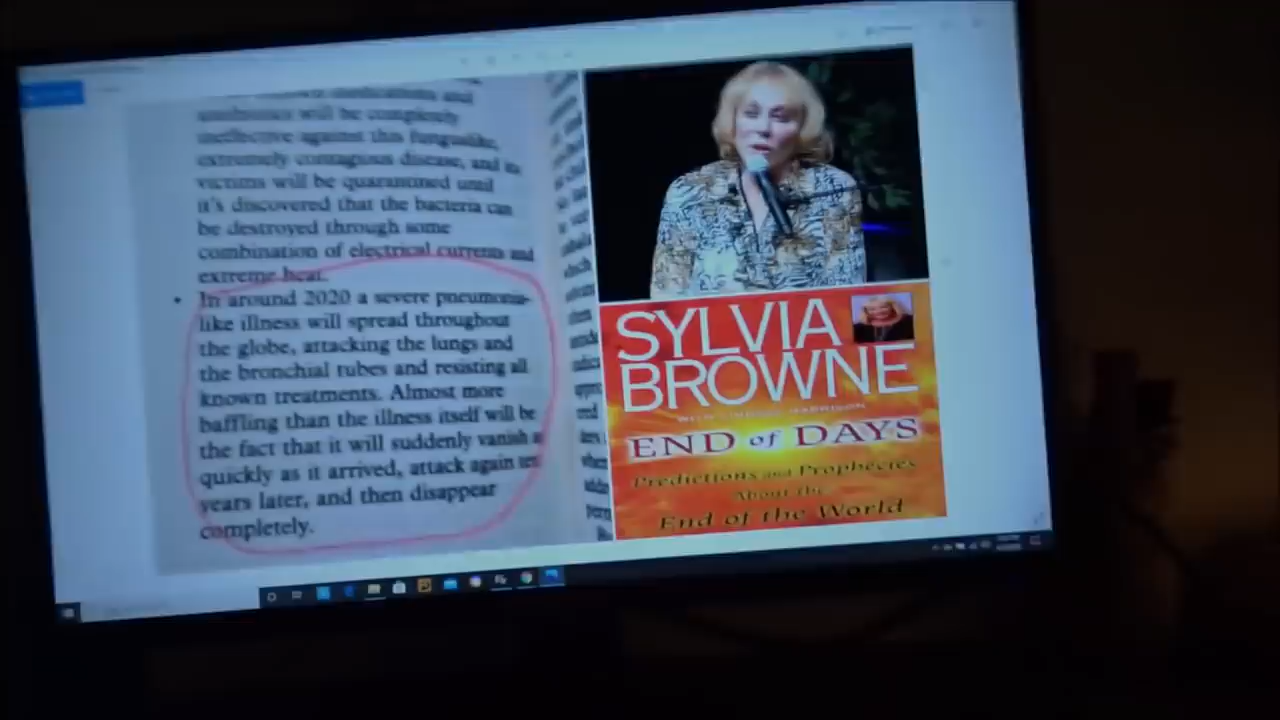 will be completely
ineffective against this funguslike,
extremely contagious disease, and its
victims will be quarantined until
it's discovered that the bacteria can
be destroyed through some
combination of electrical currents and
extreme heat.
• In around 2020 a severe pneumonia-
like illness will spread throughout
the globe, attacking the lungs and
the bronchial tubes and resisting all
known treatments. Almost more
baffling than the illness itself will be
the fact that it will suddenly vanish as
quickly as it arrived, attack again ten
years later, and then disappear
completely.
SYLVIA
BROWNE
END of DAYS
Predictions and Prophecies
About the
End of the World